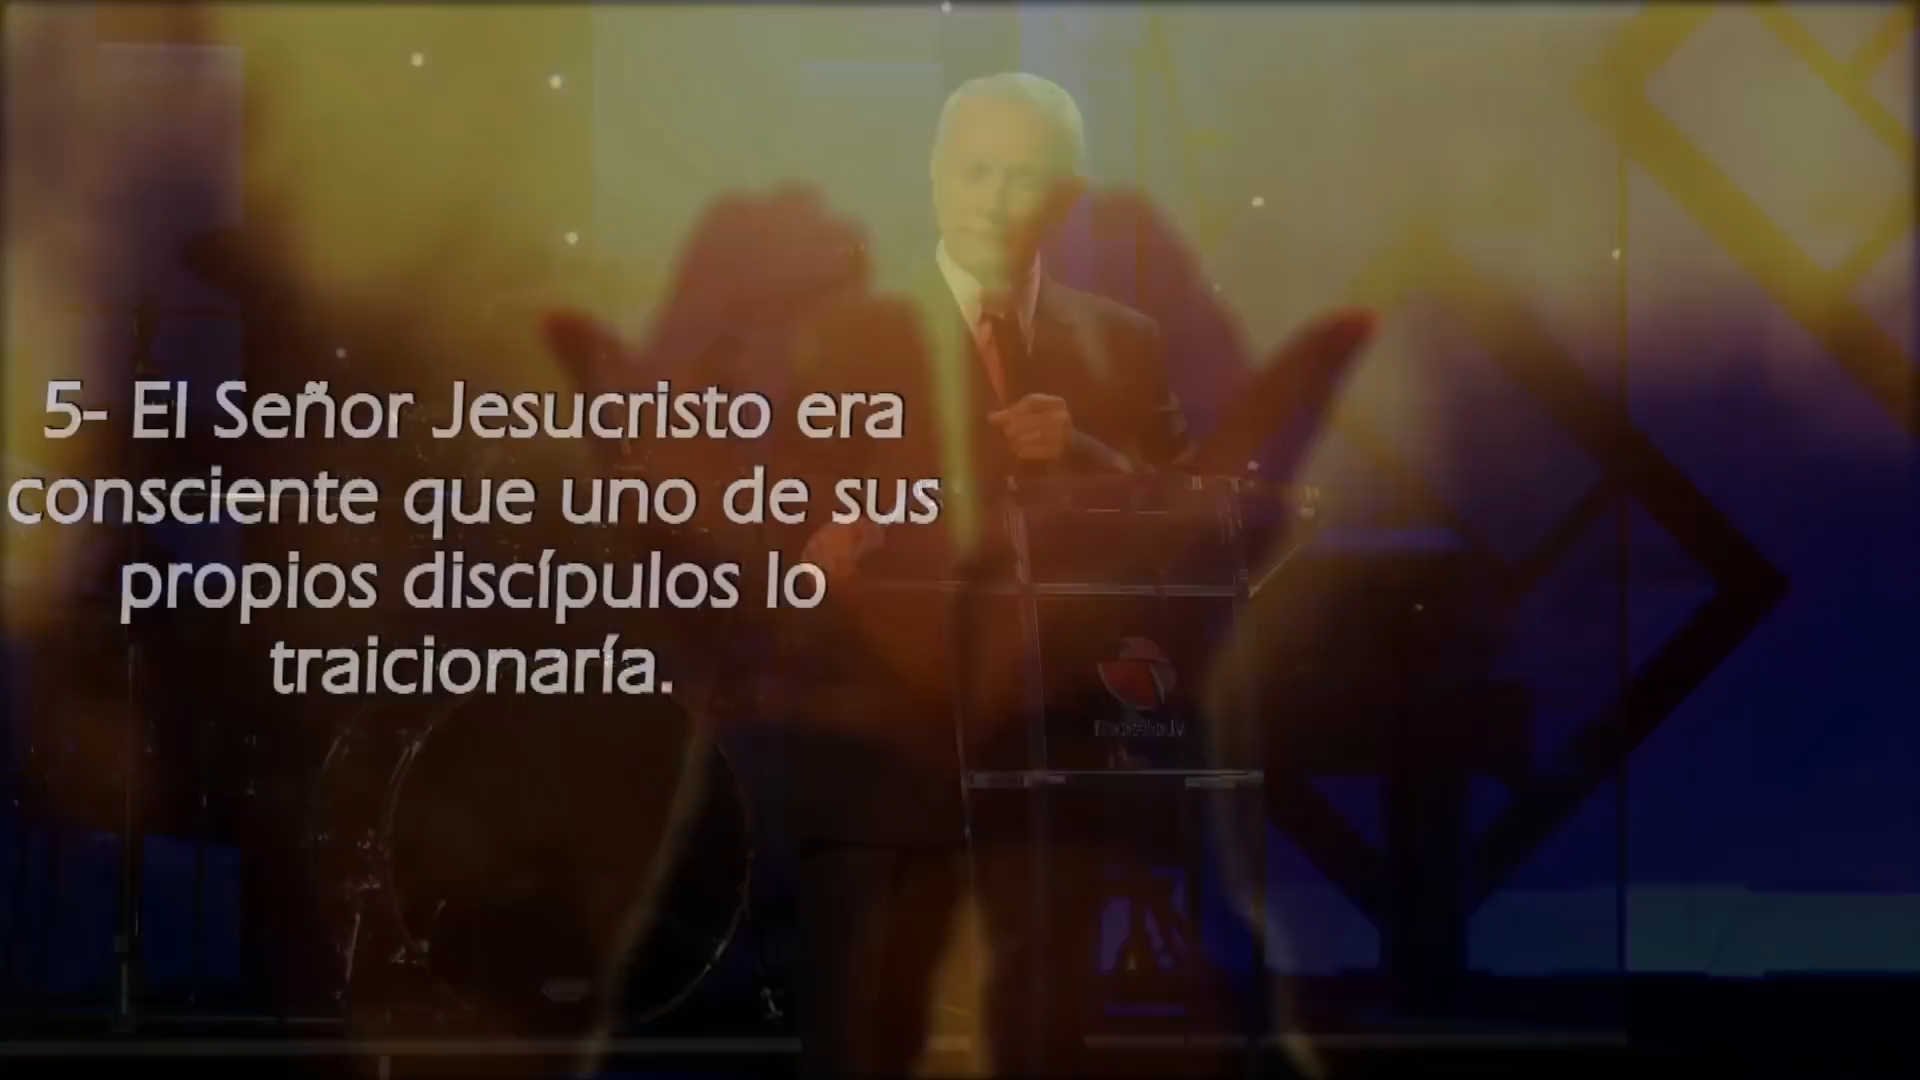 5- El Señor Jesucristo era
consciente que uno de sus
propios discípulos lo
traicionaría.